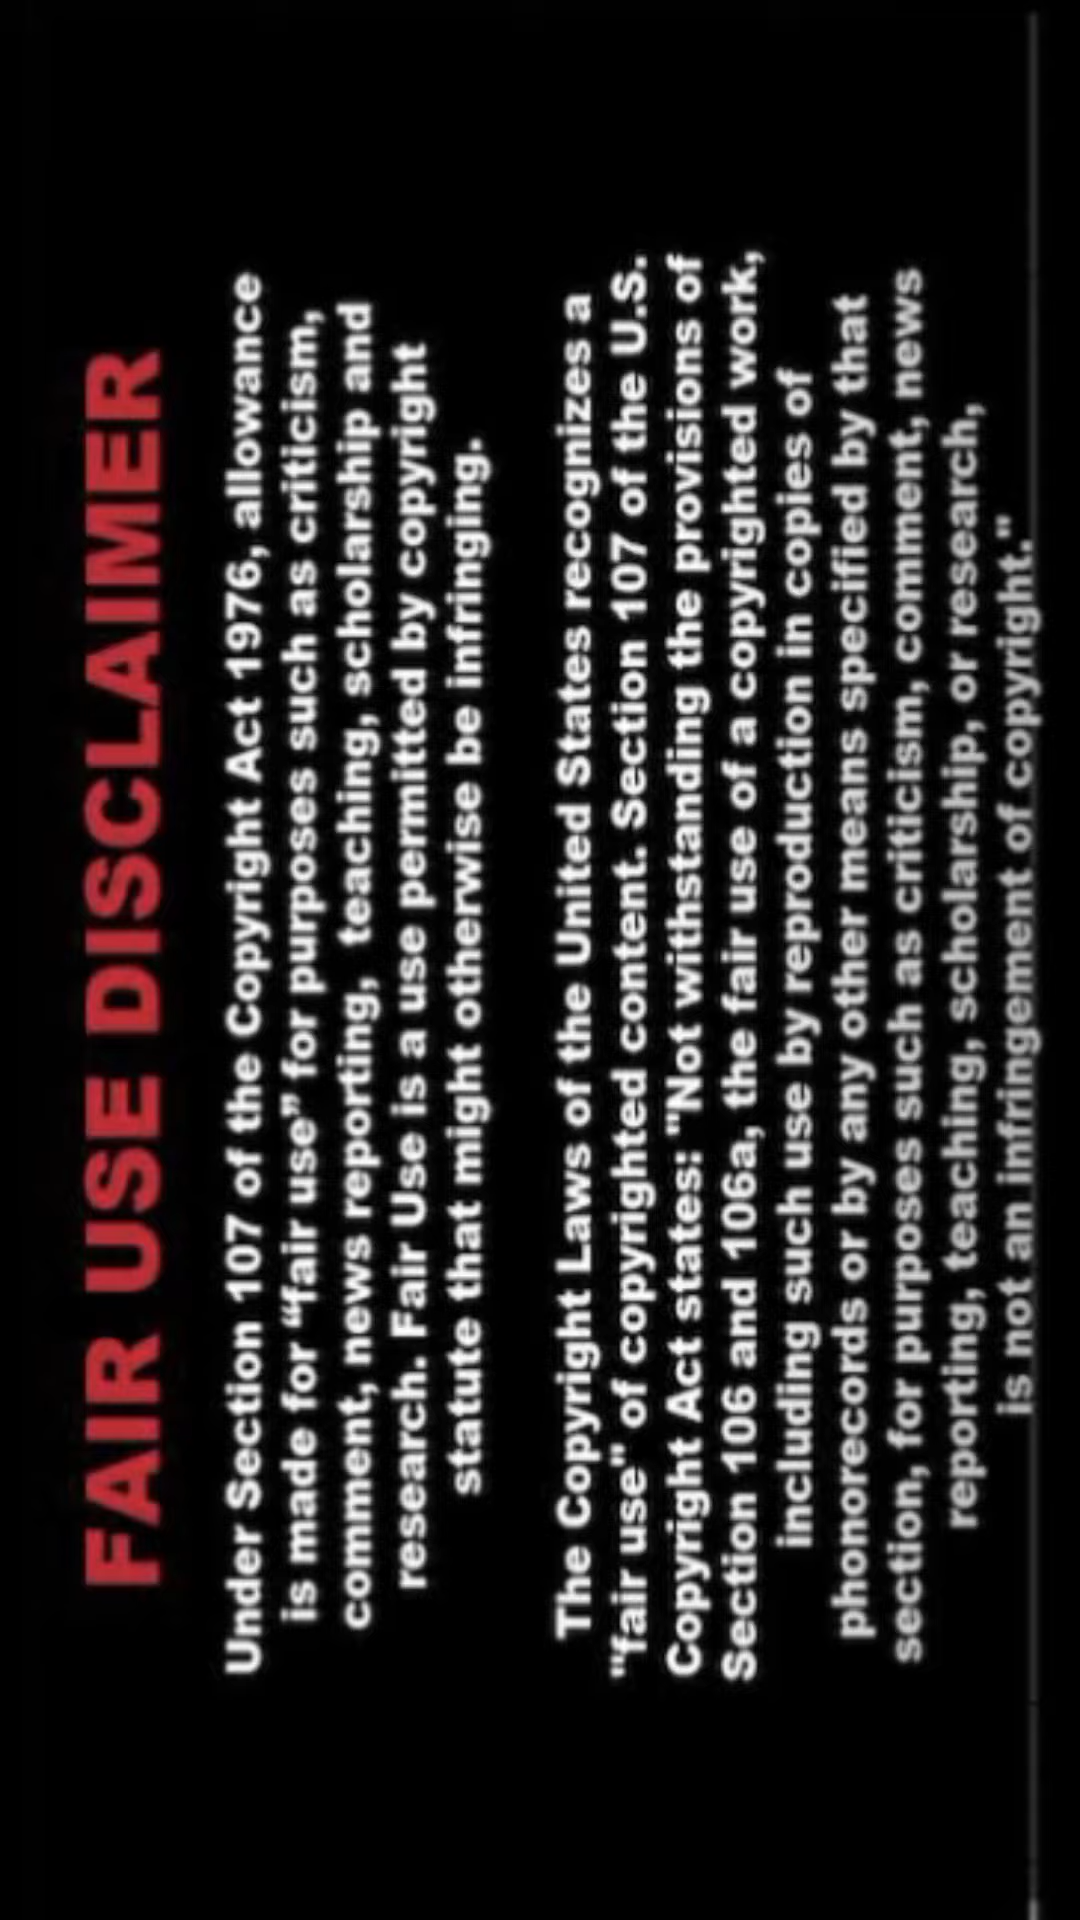 FAIR USE DISCLAIMER
Under Section 107 of the Copyright Act 1976, allowance
is made for “fair use” for purposes such as criticism,
comment, news reporting, teaching, scholarship and
research. Fair Use is a use permitted by copyright
statute that might otherwise be infringing.
The Copyright Laws of the United States recognizes a
"fair use" of copyrighted content. Section 107 of the U.S.
Copyright Act states: "Not withstanding the provisions of
Section 106 and 106a, the fair use of a copyrighted work,
including such use by reproduction in copies of
phonorecords or by any other means specified by that
section, for purposes such as criticism, comment, news
reporting, teaching, scholarship, or research,
is not an infringement of copyright."